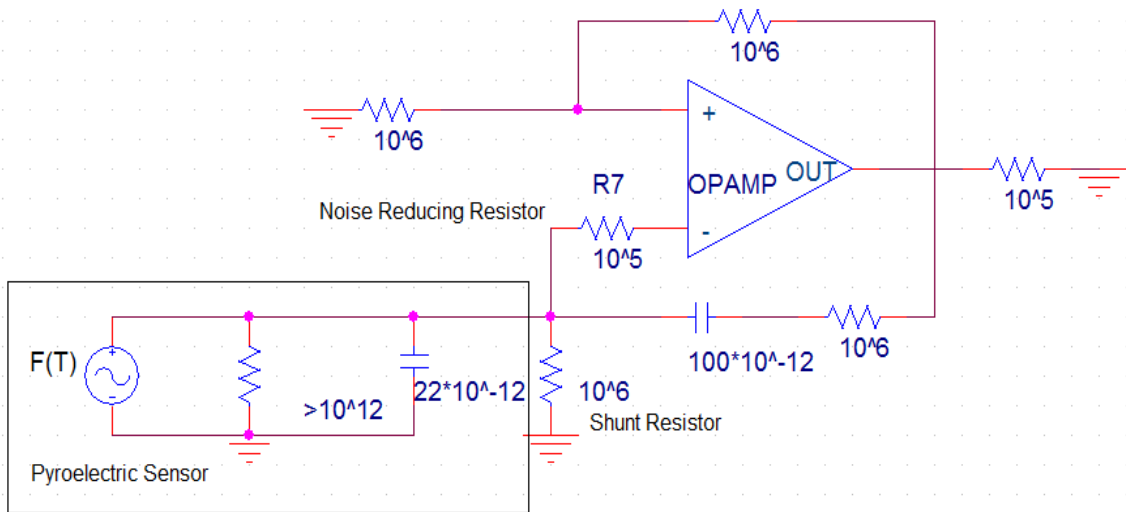 10^6
10^6
+
R7
OPAMP
OUT
10^5
Noise Reducing Resistor
-
10^5
F(T)
+
-
>10^12
22*10^-12
10^6
100*10^-12
10^6
Shunt Resistor
Pyroelectric Sensor